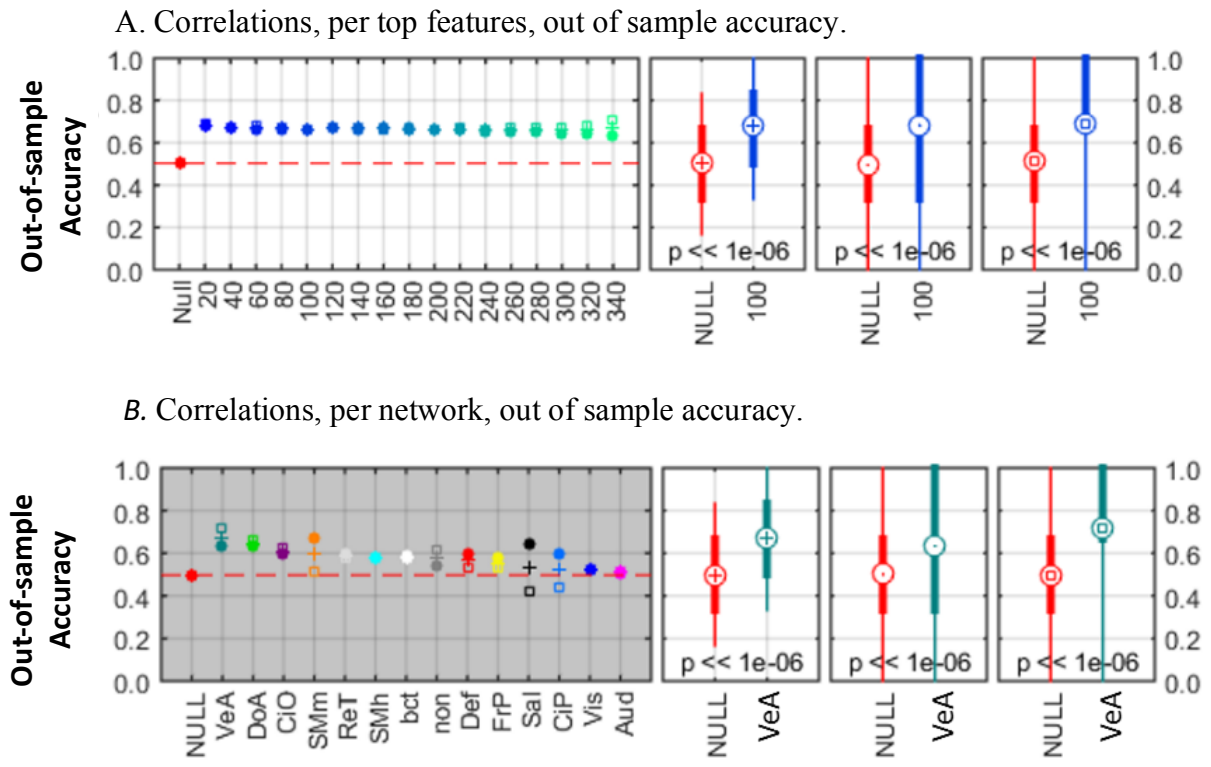 A. Correlations, per top features, out of sample accuracy.
Out-of-sample
Accuracy
1.0
0.8
0.6
0.4
0.2
0.0
Null 20 40 60 80 100 120 140 160 180 200 220 240 260 280 300 320 340
p << 1e-06
NULL 100
p << 1e-06
NULL 100
p << 1e-06
NULL 100
1.0
0.8
0.6
0.4
0.2
0.0
B. Correlations, per network, out of sample accuracy.
Out-of-sample
Accuracy
1.0
0.8
0.6
0.4
0.2
0.0
NULL VeA DoA CiO SMm ReT SMh bct non Def FrP Sal CiP Vis Aud
p << 1e-06
NULL VeA
p << 1e-06
NULL VeA
p << 1e-06
NULL VeA
1.0
0.8
0.6
0.4
0.2
0.0